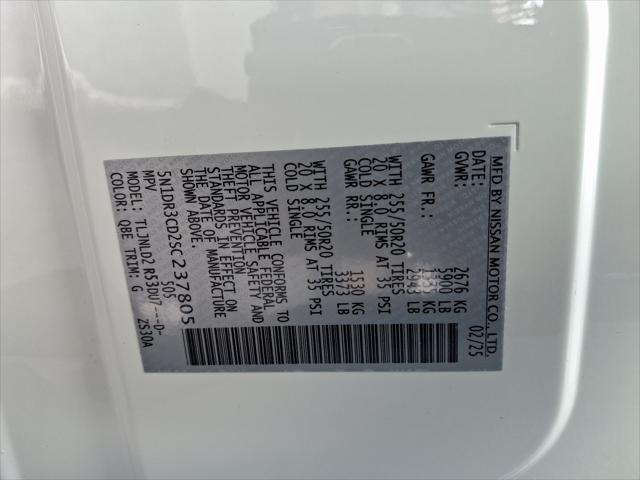 MFD BY NISSAN MOTOR CO., LTD.
DATE: 02/25
GVWR: 2676 KG
5900 LB
GAWR FR.: KG
LB
WITH 255/50R20 TIRES
20 X 8.0 RIMS AT 35 PSI
COLD SINGLE
GAWR RR.: 1530 KG
3373 LB
WITH 255/50R20 TIRES
20 X 8.0 RIMS AT 35 PSI
COLD SINGLE
THIS VEHICLE CONFORMS TO
ALL APPLICABLE FEDERAL
MOTOR VEHICLE SAFETY AND
THEFT PREVENTION
STANDARDS IN EFFECT ON
THE DATE OF MANUFACTURE
SHOWN ABOVE.
5N1DR3CD2SC237805
MPV 505
MODEL: TLJNLD7 R53DU7---D-
COLOR: QBE TRIM: G ZS30A